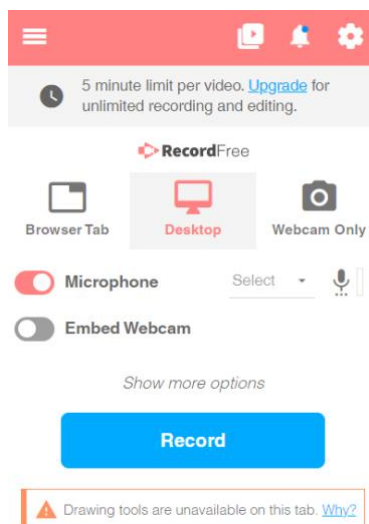 5 minute limit per video. Upgrade for
unlimited recording and editing.
RecordFree
Browser Tab
Desktop
Webcam Only
Microphone
Select
Embed Webcam
Show more options
Record
Drawing tools are unavailable on this tab. Why?